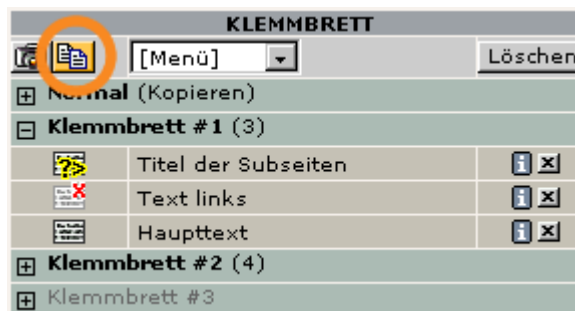 KLEMMBRETT
[Menü] Löschen
Normal (Kopieren)
Klemmbrett #1 (3)
Titel der Subseiten
Text links
Haupttext
Klemmbrett #2 (4)
Klemmbrett #3